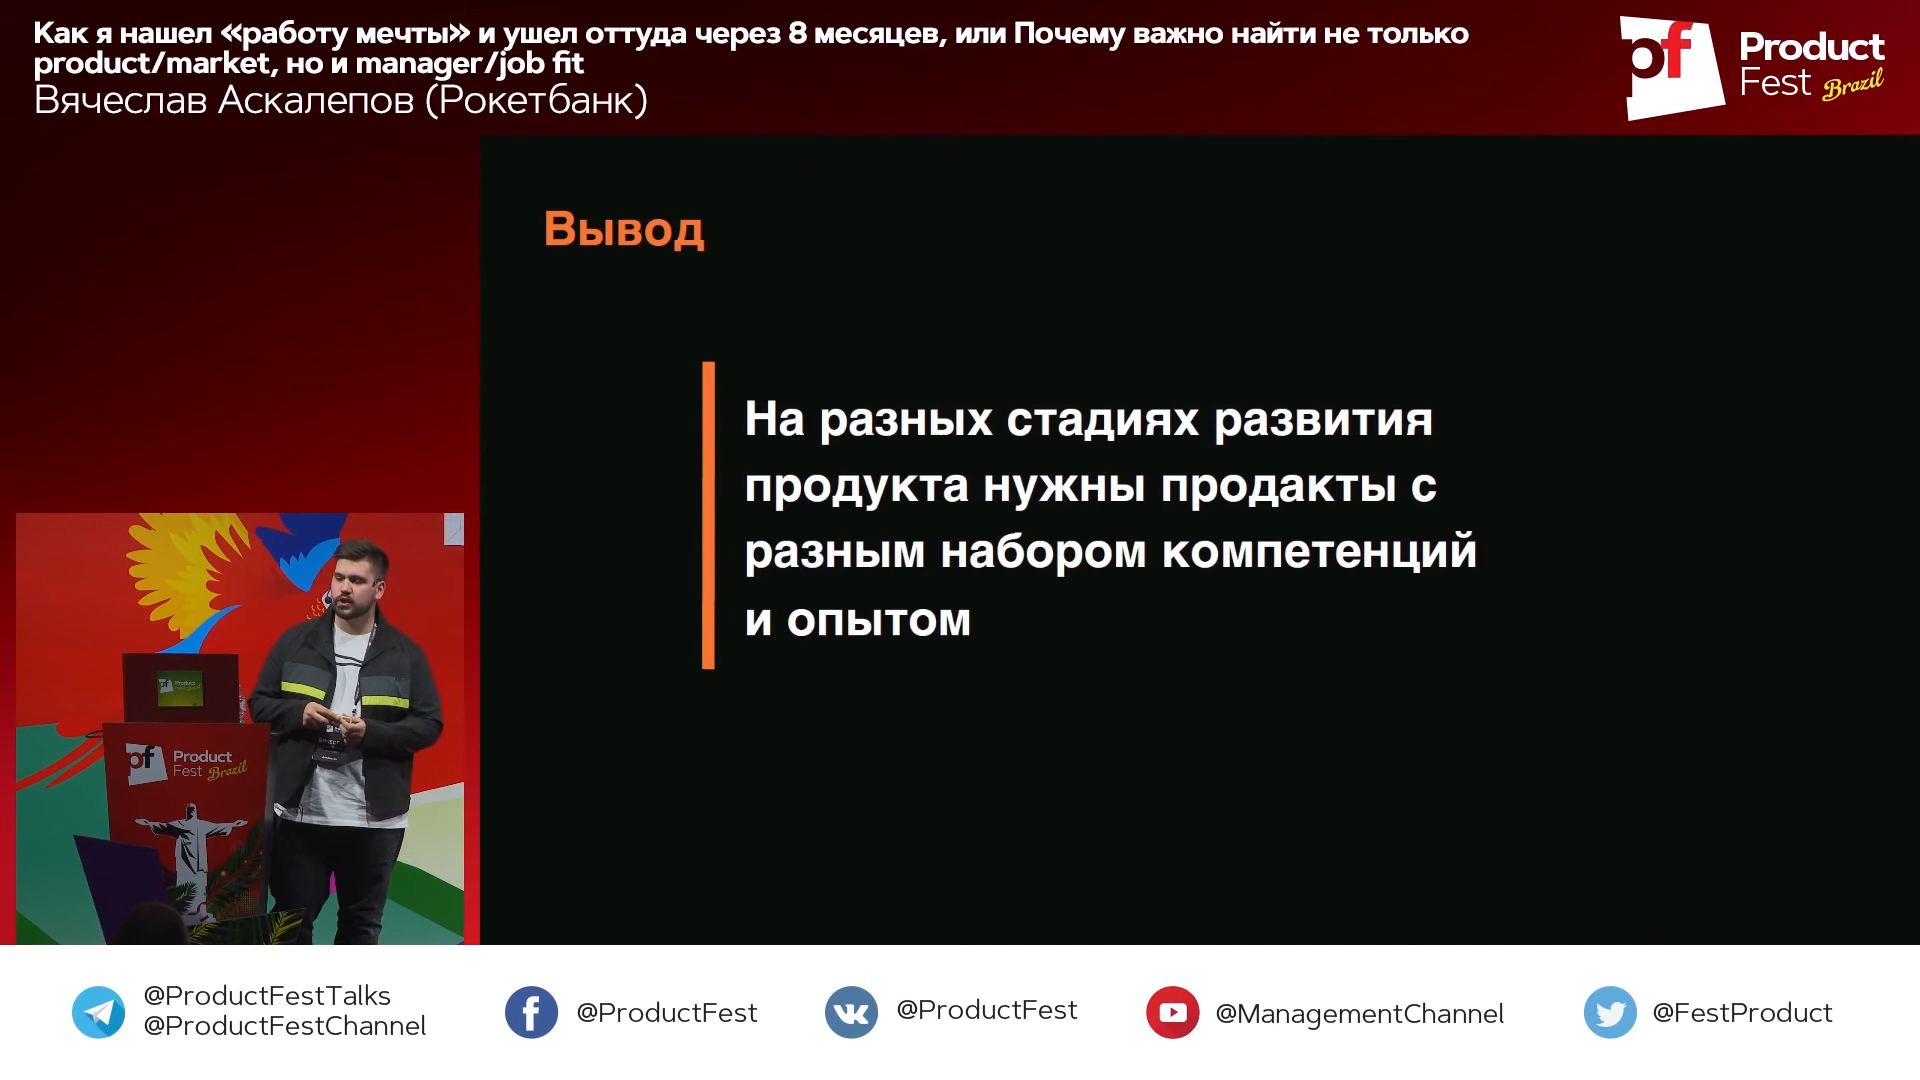 Как я нашел «работу мечты» и ушел оттуда через 8 месяцев, или Почему важно найти не только
product/market, но и manager/job fit
Вячеслав Аскалепов (Рокетбанк)
pf
Product
Fest Brazil
Вывод
На разных стадиях развития
продукта нужны продакты с
разным набором компетенций
и опытом
pf
Product
Fest Brazil
@ProductFestTalks
@ProductFestChannel
@ProductFest
@ProductFest
@ManagementChannel
@FestProduct